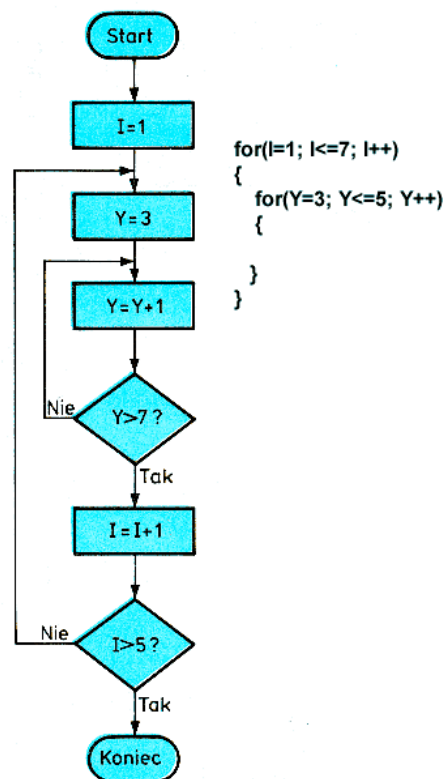 Start
I=1
Y=3
Y=Y+1
Y>7?
Nie
Tak
I=I+1
I>5?
Nie
Tak
Koniec
for(I=1; I<=7; I++)
{
for(Y=3; Y<=5; Y++)
{
}
}